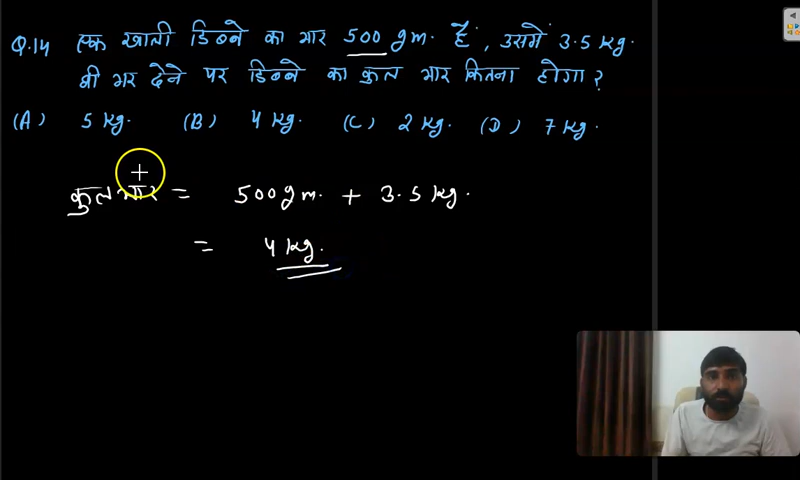 Q.14 एक खाली डिब्बे का भार 500 gm. है, उसमें 3.5 kg.
घी भर देने पर डिब्बे का कुल भार कितना होगा?
(A) 5 kg. (B) 4 kg. (C) 2 kg. (D) 7 kg.
कुल भार = 500 gm. + 3.5 kg.
= 4 kg.